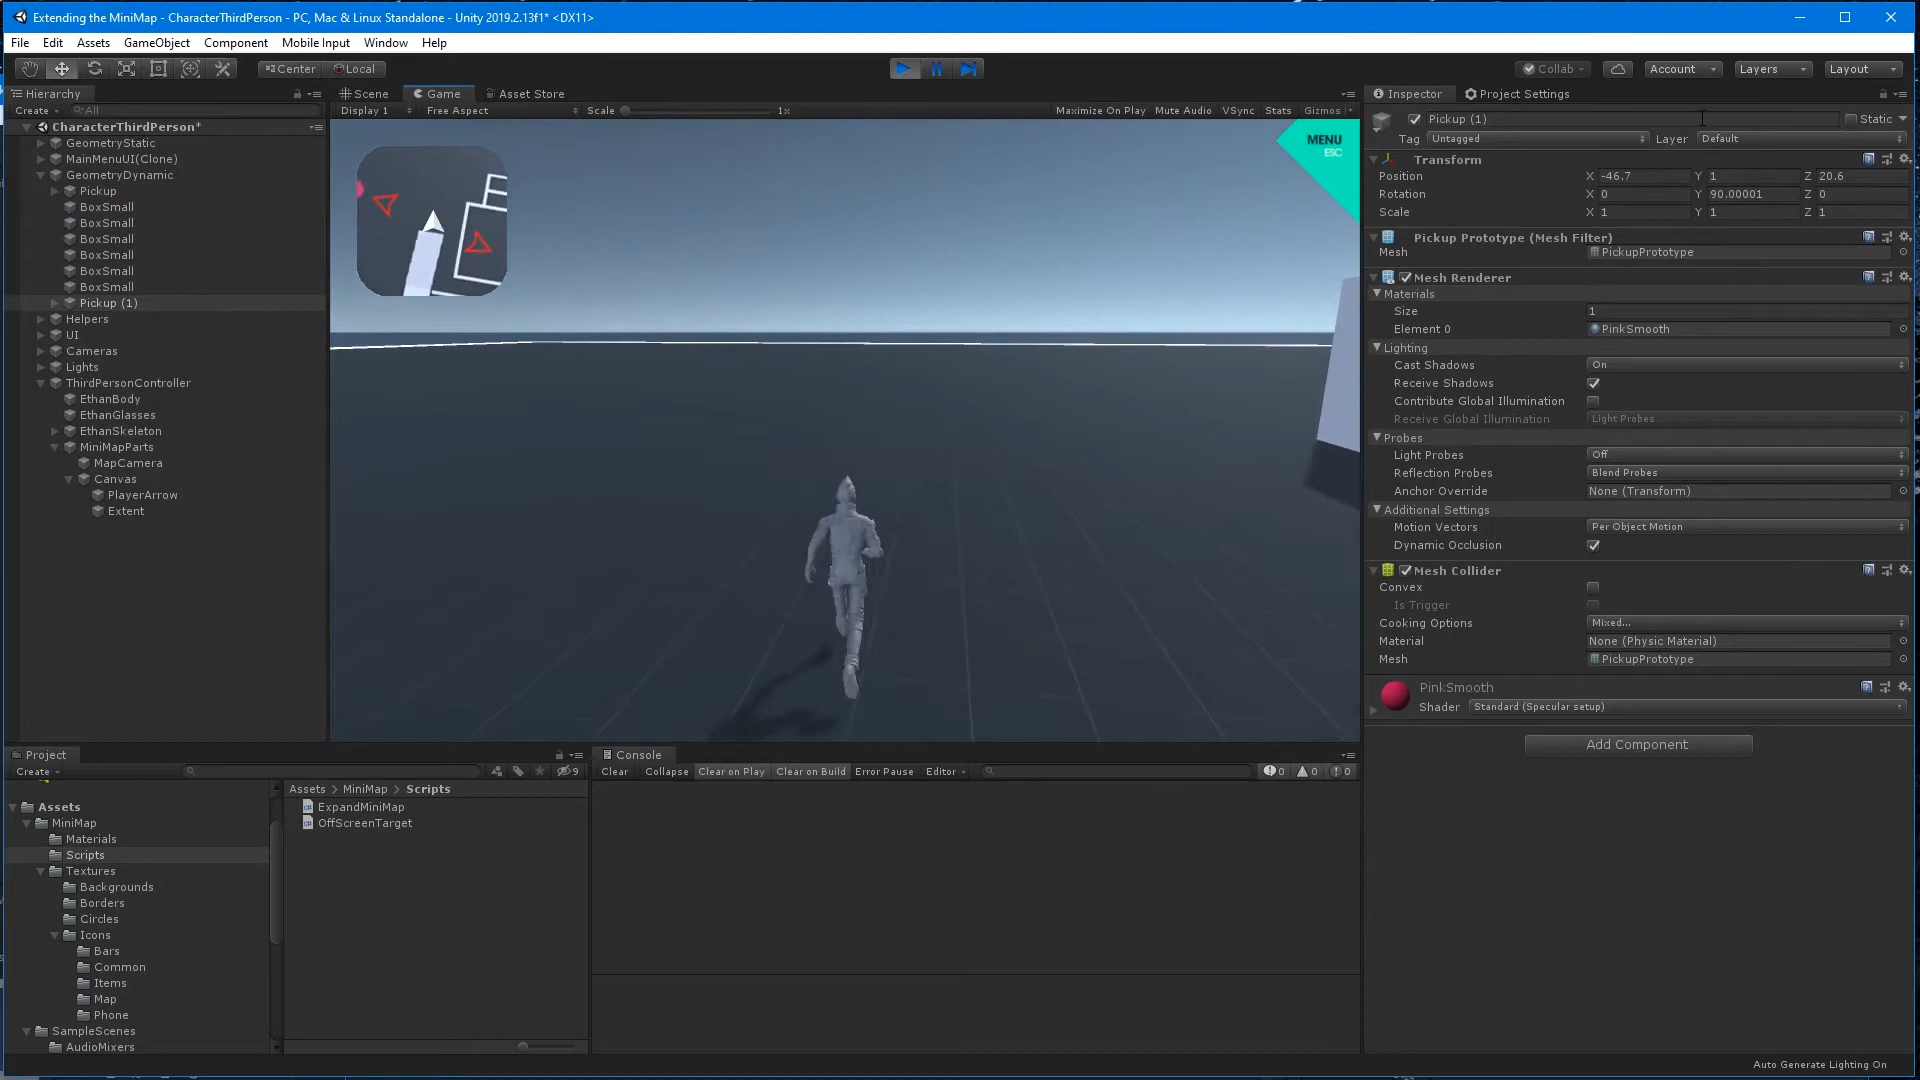 Extending the MiniMap - CharacterThirdPerson - PC, Mac & Linux Standalone - Unity 2019.2.13f1* <DX11>
File Edit Assets GameObject Component Mobile Input Window Help
Center Local Collab Account Layers Layout
Hierarchy
Create All
CharacterThirdPerson*
GeometryStatic
MainMenuUI(Clone)
GeometryDynamic
Pickup
BoxSmall
BoxSmall
BoxSmall
BoxSmall
BoxSmall
BoxSmall
Pickup (1)
Helpers
UI
Cameras
Lights
ThirdPersonController
EthanBody
EthanGlasses
EthanSkeleton
MiniMapParts
MapCamera
Canvas
PlayerArrow
Extent
Scene Game Asset Store
Display 1 Free Aspect Scale 1x Maximize On Play Mute Audio VSync Stats Gizmos
MENU
ESC
Inspector Project Settings
Pickup (1) Static
Tag Untagged Layer Default
Transform
Position X -46.7 Y 1 Z 20.6
Rotation X 0 Y 90.00001 Z 0
Scale X 1 Y 1 Z 1
Pickup Prototype (Mesh Filter)
Mesh PickupPrototype
Mesh Renderer
Materials
Size 1
Element 0 PinkSmooth
Lighting
Cast Shadows On
Receive Shadows
Contribute Global Illumination
Receive Global Illumination Light Probes
Probes
Light Probes Off
Reflection Probes Blend Probes
Anchor Override None (Transform)
Additional Settings
Motion Vectors Per Object Motion
Dynamic Occlusion
Mesh Collider
Convex
Is Trigger
Cooking Options Mixed...
Material None (Physic Material)
Mesh PickupPrototype
PinkSmooth
Shader Standard (Specular setup)
Add Component
Project
Create 9
Assets
MiniMap
Materials
Scripts
Textures
Backgrounds
Borders
Circles
Icons
Bars
Common
Items
Map
Phone
SampleScenes
AudioMixers
Assets MiniMap Scripts
ExpandMiniMap
OffScreenTarget
Console
Clear Collapse Clear on Play Clear on Build Error Pause Editor 0 0 0
Auto Generate Lighting On